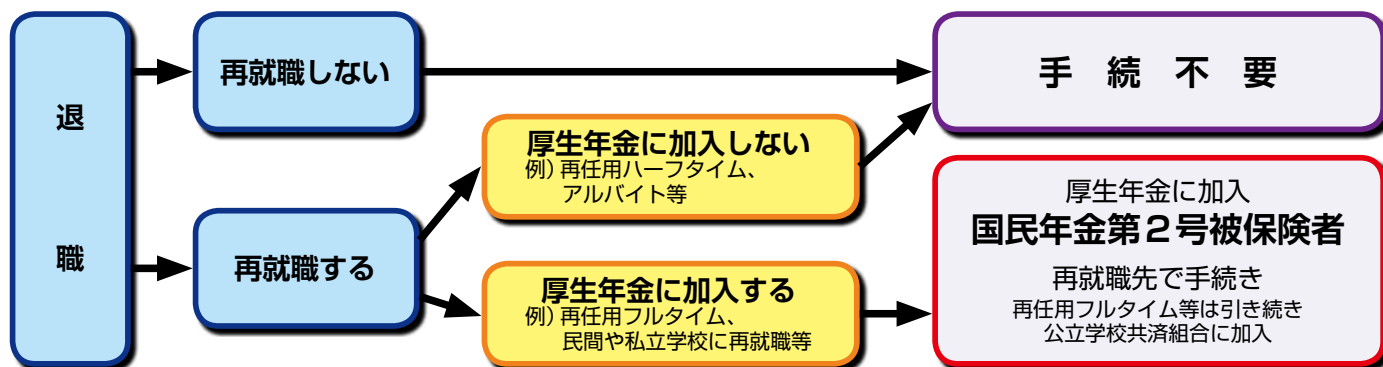 退職
再就職しない
手続不要
厚生年金に加入しない
例）再任用ハーフタイム、
アルバイト等
再就職する
厚生年金に加入する
例）再任用フルタイム、
民間や私立学校に再就職等
厚生年金に加入
国民年金第２号被保険者
再就職先で手続き
再任用フルタイム等は引き続き
公立学校共済組合に加入